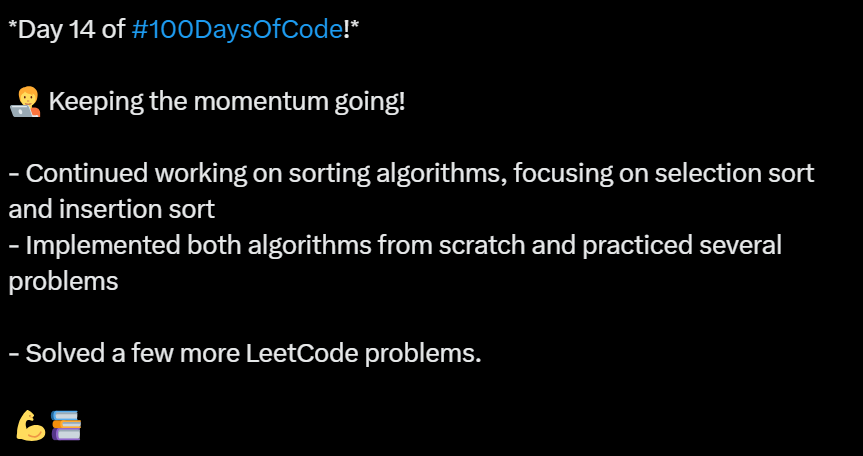 *Day 14 of #100DaysOfCode!*
🧑‍💻 Keeping the momentum going!
- Continued working on sorting algorithms, focusing on selection sort
and insertion sort
- Implemented both algorithms from scratch and practiced several
problems
- Solved a few more LeetCode problems.
💪📚